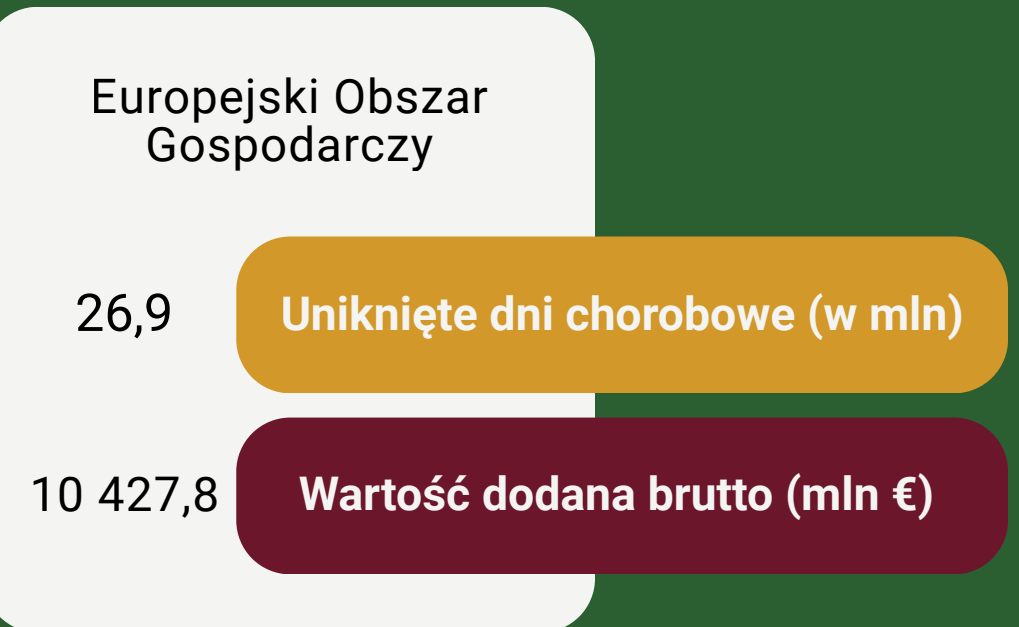 Europejski Obszar
Gospodarczy
26,9 Uniknięte dni chorobowe (w mln)
10 427,8 Wartość dodana brutto (mln €)